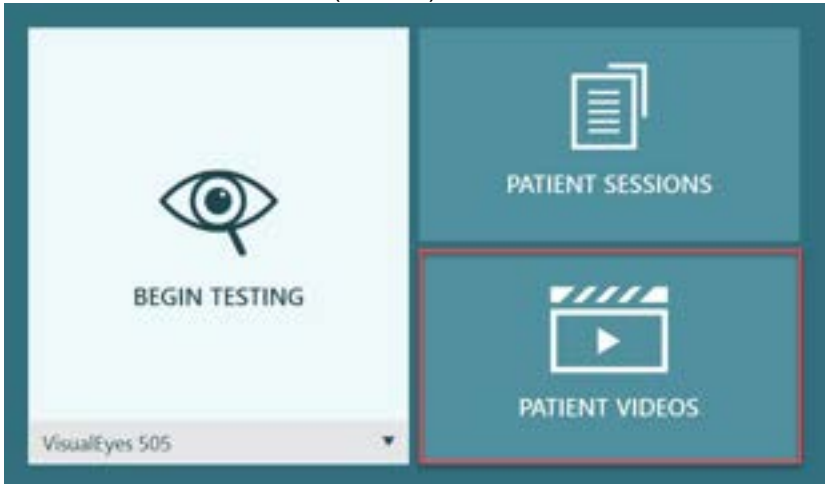 BEGIN TESTING
VisualEyes 505
PATIENT SESSIONS
PATIENT VIDEOS